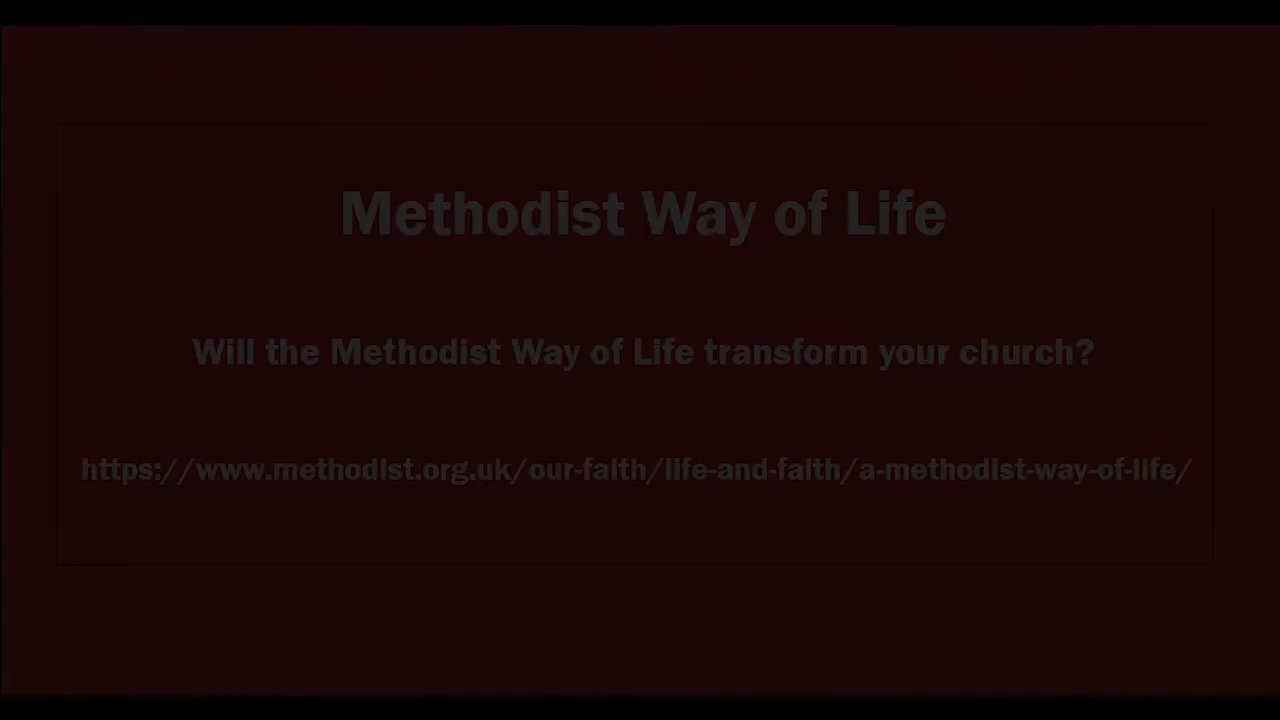 Methodist Way of Life
Will the Methodist Way of Life transform your church?
https://www.methodist.org.uk/our-faith/life-and-faith/a-methodist-way-of-life/